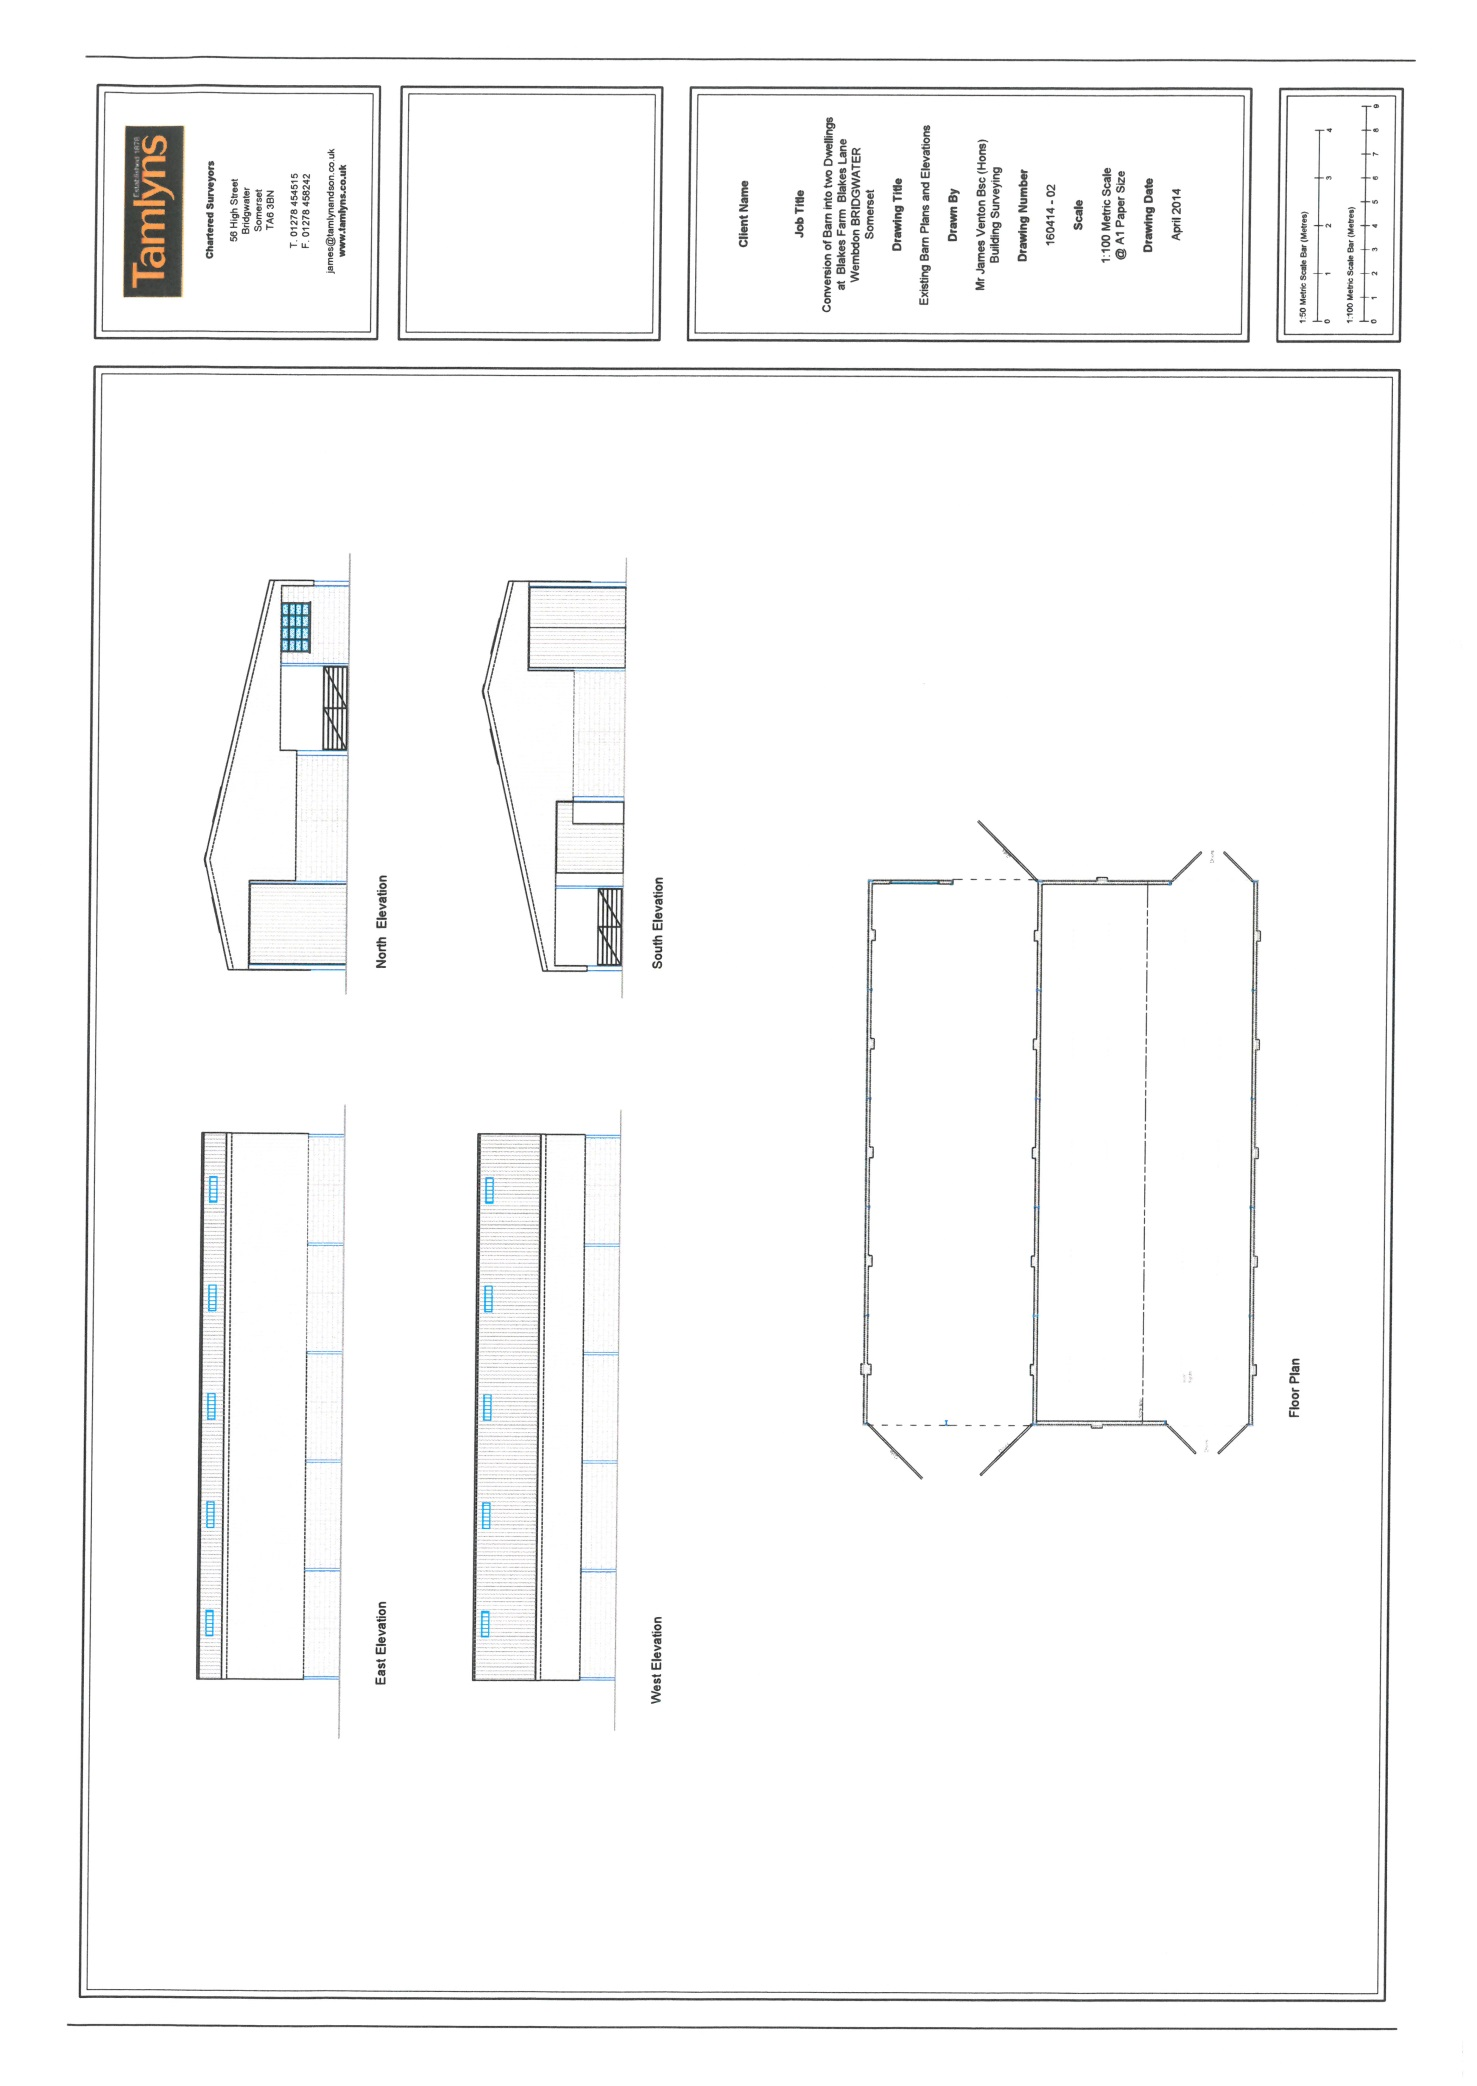 Tamlyns
Established 1878
Chartered Surveyors
56 High Street
Bridgwater
Somerset
TA6 3BN
T. 01278 454515
F. 01278 458242
james@tamlynandson.co.uk
www.tamlyns.co.uk
Client Name
Job Title
Conversion of Barn into two Dwellings
at Blakes Farm Blakes Lane
Wembdon BRIDGWATER
Somerset
Drawing Title
Existing Barn Plans and Elevations
Drawn By
Mr James Venton Bsc (Hons)
Building Surveying
Drawing Number
160414 - 02
Scale
1:100 Metric Scale
@ A1 Paper Size
Drawing Date
April 2014
1:50 Metric Scale Bar (Metres)
0 1 2 3 4
1:100 Metric Scale Bar (Metres)
0 1 2 3 4 5 6 7 8 9
North Elevation
South Elevation
East Elevation
West Elevation
Floor Plan